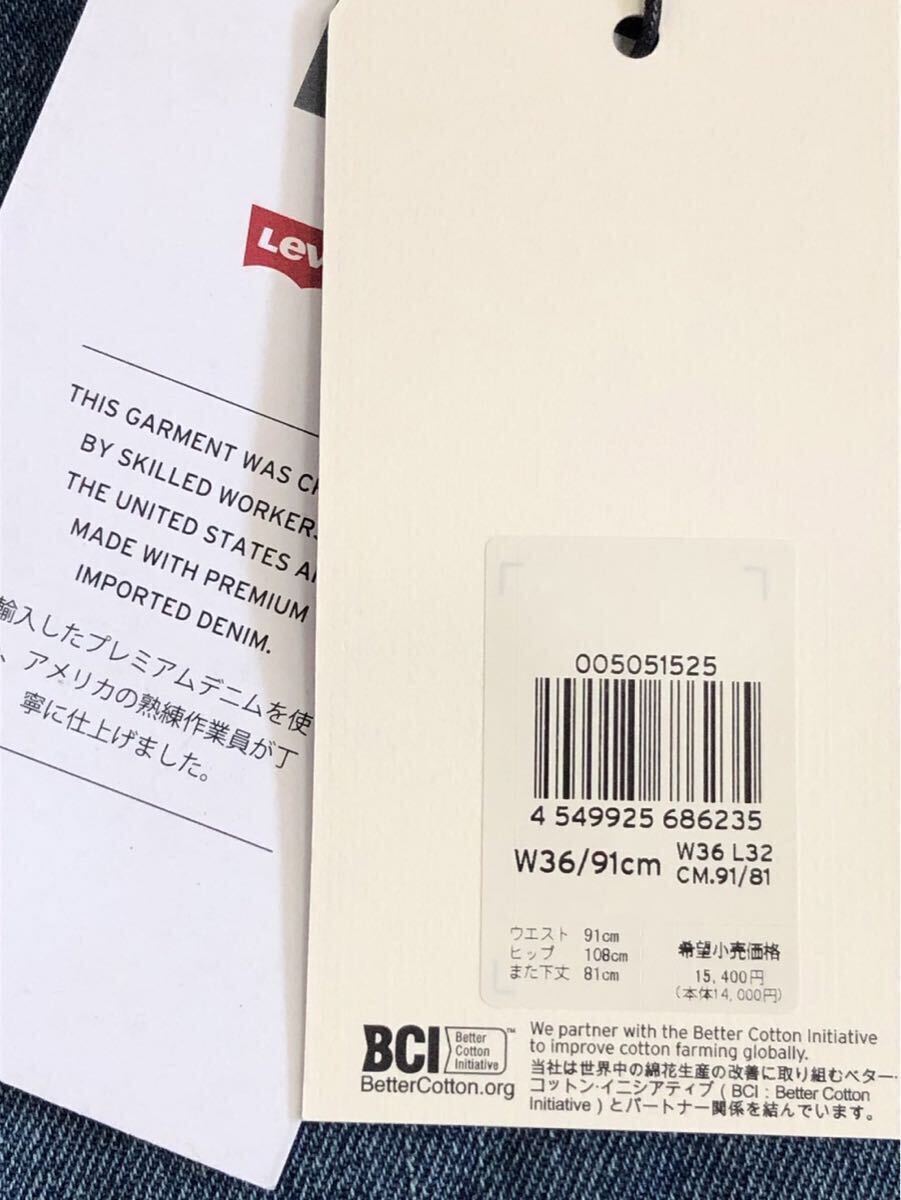 THIS GARMENT WAS
BY SKILLED WORKERS
THE UNITED STATES
MADE WITH PREMIUM
IMPORTED DENIM.
輸入したプレミアムデニムを使
、アメリカの熟練作業員が丁
寧に仕上げました。
005051525
4 549925 686235
W36/91cm
W36 L32
CM.91/81
ウエスト 91cm
ヒップ 108cm
また下丈 81cm
希望小売価格
15,400円
(本体14,000円)
BCI
Better
Cotton
Initiative
™
BetterCotton.org
We partner with the Better Cotton Initiative
to improve cotton farming globally.
当社は世界中の綿花生産の改善に取り組むベター・
コットン・イニシアティブ（BCI：Better Cotton
Initiative）とパートナー関係を結んでいます。